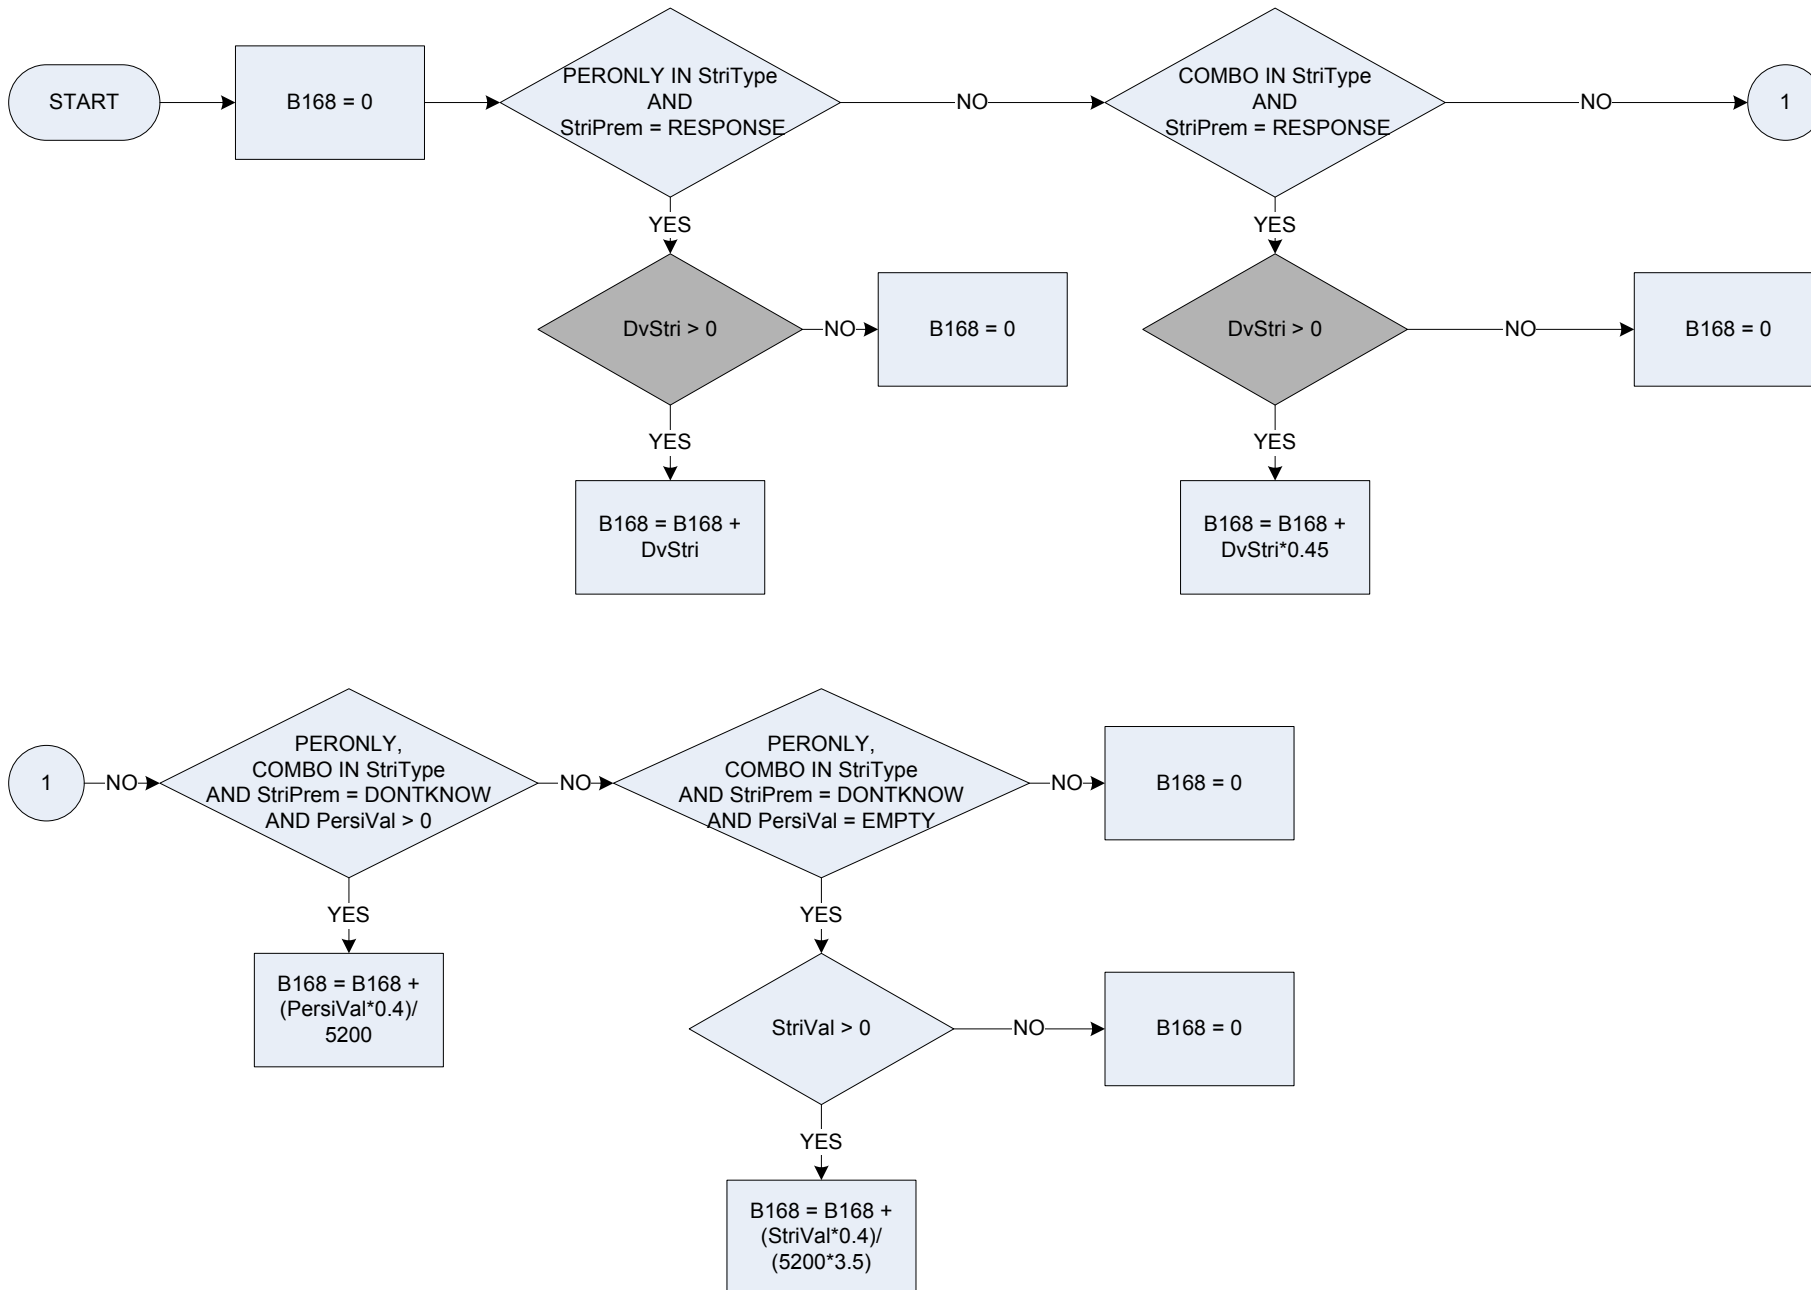 START
B168 = 0
PERONLY IN StriType
AND
StriPrem = RESPONSE
NO
COMBO IN StriType
AND
StriPrem = RESPONSE
NO
1
YES
YES
DvStri > 0
NO
B168 = 0
DvStri > 0
NO
B168 = 0
YES
YES
B168 = B168 +
DvStri
B168 = B168 +
DvStri*0.45
1
NO
PERONLY,
COMBO IN StriType
AND StriPrem = DONTKNOW
AND PersiVal > 0
NO
PERONLY,
COMBO IN StriType
AND StriPrem = DONTKNOW
AND PersiVal = EMPTY
NO
B168 = 0
YES
YES
B168 = B168 +
(PersiVal*0.4)/
5200
StriVal > 0
NO
B168 = 0
YES
B168 = B168 +
(StriVal*0.4)/
(5200*3.5)